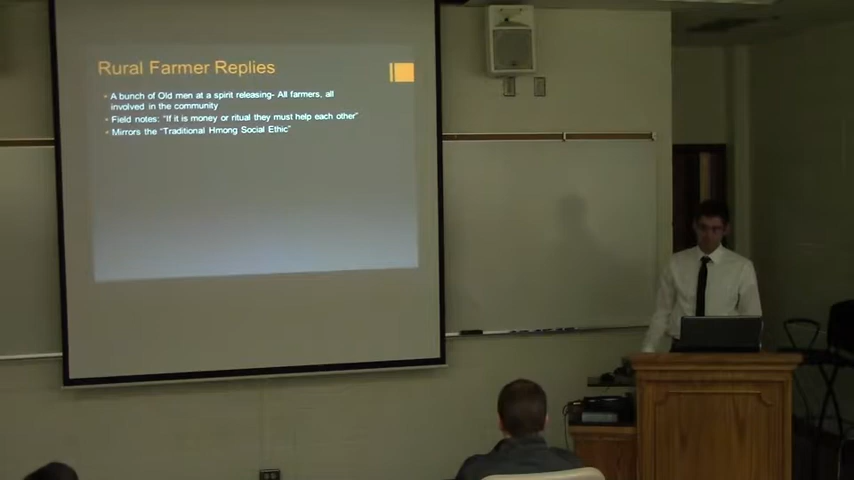 Rural Farmer Replies
A bunch of Old men at a spirit releasing- All farmers, all
involved in the community
Field notes: "If it is money or ritual they must help each other"
Mirrors the "Traditional Hmong Social Ethic"